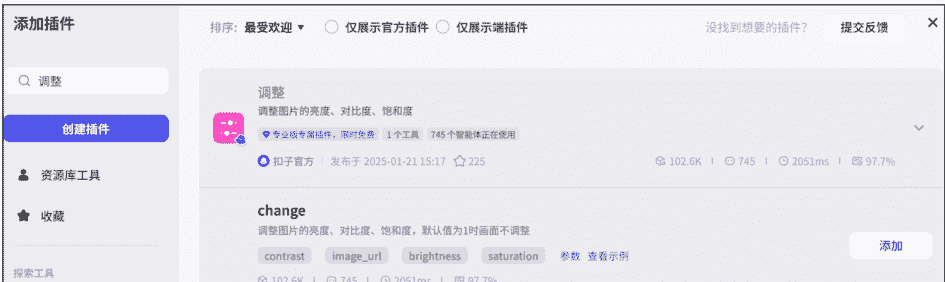 添加插件
排序: 最受欢迎 仅展示官方插件 仅展示端插件 没找到想要的插件? 提交反馈
调整
创建插件
资源库工具
收藏
探索工具
调整
调整图片的亮度、对比度、饱和度
专业版专属插件，限时免费 1 个工具 745 个智能体正在使用
扣子官方 发布于 2025-01-21 15:17 225 102.6K 745 2051ms 97.7%
change
调整图片的亮度、对比度、饱和度，默认值为1时画面不调整
添加
contrast image_url brightness saturation 参数 查看示例
102.6K 745 2051ms 97.7%